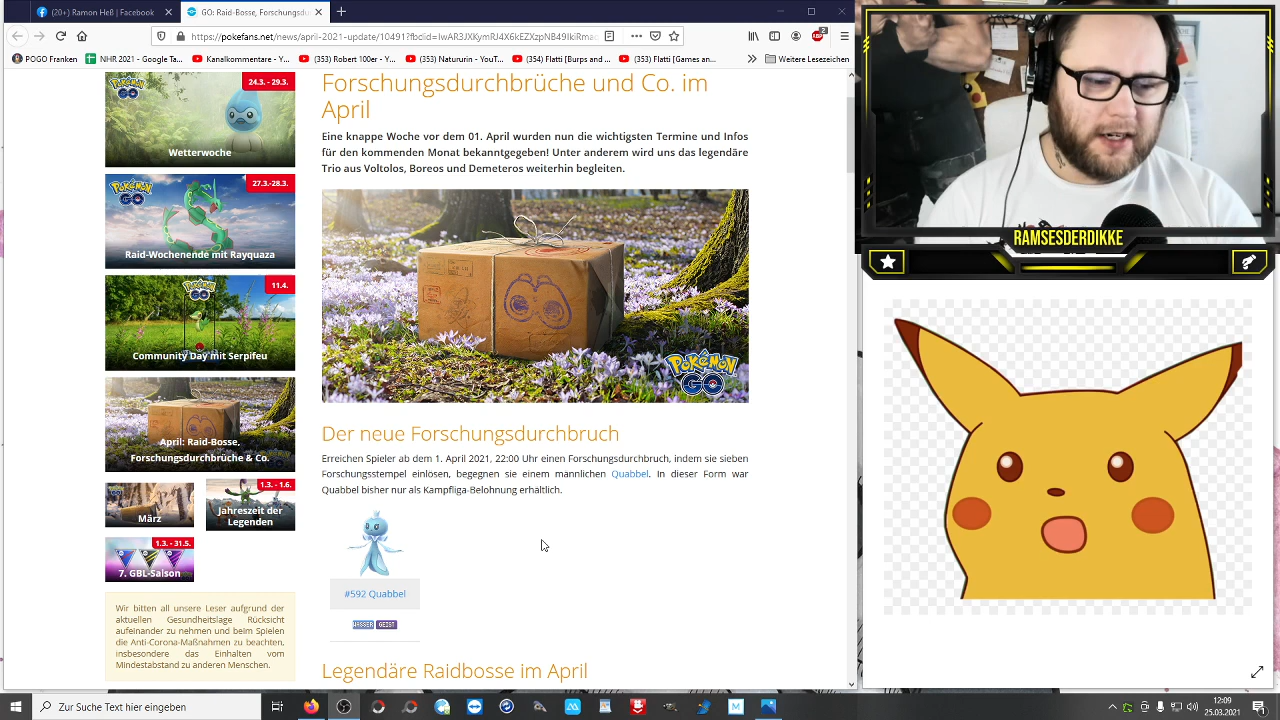 (20+) Flatti | Facebook
GO: Raid-Bosse, Forschungsdu
https://pokefans.net/
POGO Franken
NHR 2021 - Google Ta...
Kanalkommentare - Y...
(353) Robert 100er - Y...
(353) Natururin - YouT...
(354) Flatti [Burps and ...
(353) Flatti [Games an...
Weitere Lesezeichen
24.3. - 29.3.
Wetterwoche
27.3.-28.3.
Raid-Wochenende mit Rayquaza
11.4.
Community Day mit Serpifeu
April: Raid-Bosse,
Forschungsdurchbrüche & Co.
März
1.3. - 1.6.
Jahreszeit der
Legenden
1.3. - 31.5.
7. GBL-Saison
Wir bitten all unsere Leser aufgrund der
aktuellen Gesundheitslage Rücksicht
aufeinander zu nehmen und beim Spielen
die Anti-Corona-Maßnahmen zu beachten,
insbesondere das Einhalten vom
Mindestabstand zu anderen Menschen.
Forschungsdurchbrüche und Co. im
April
Eine knappe Woche vor dem 01. April wurden nun die wichtigsten Termine und Infos
für den kommenden Monat bekanntgegeben! Unter anderem wird uns das legendäre
Trio aus Voltolos, Boreos und Demeteros weiterhin begleiten.
POKÉMON
GO
Der neue Forschungsdurchbruch
Erreichen Spieler ab dem 1. April 2021, 22:00 Uhr einen Forschungsdurchbruch, indem sie sieben
Forschungsstempel einlösen, begegnen sie einem männlichen Quabbel. In dieser Form war
Quabbel bisher nur als Kampfliga-Belohnung erhältlich.
#592 Quabbel
WASSER GEIST
Legendäre Raidbosse im April
RAMSESDERDIKKE
Zur Suche Text hier eingeben
12:09
25.03.2021